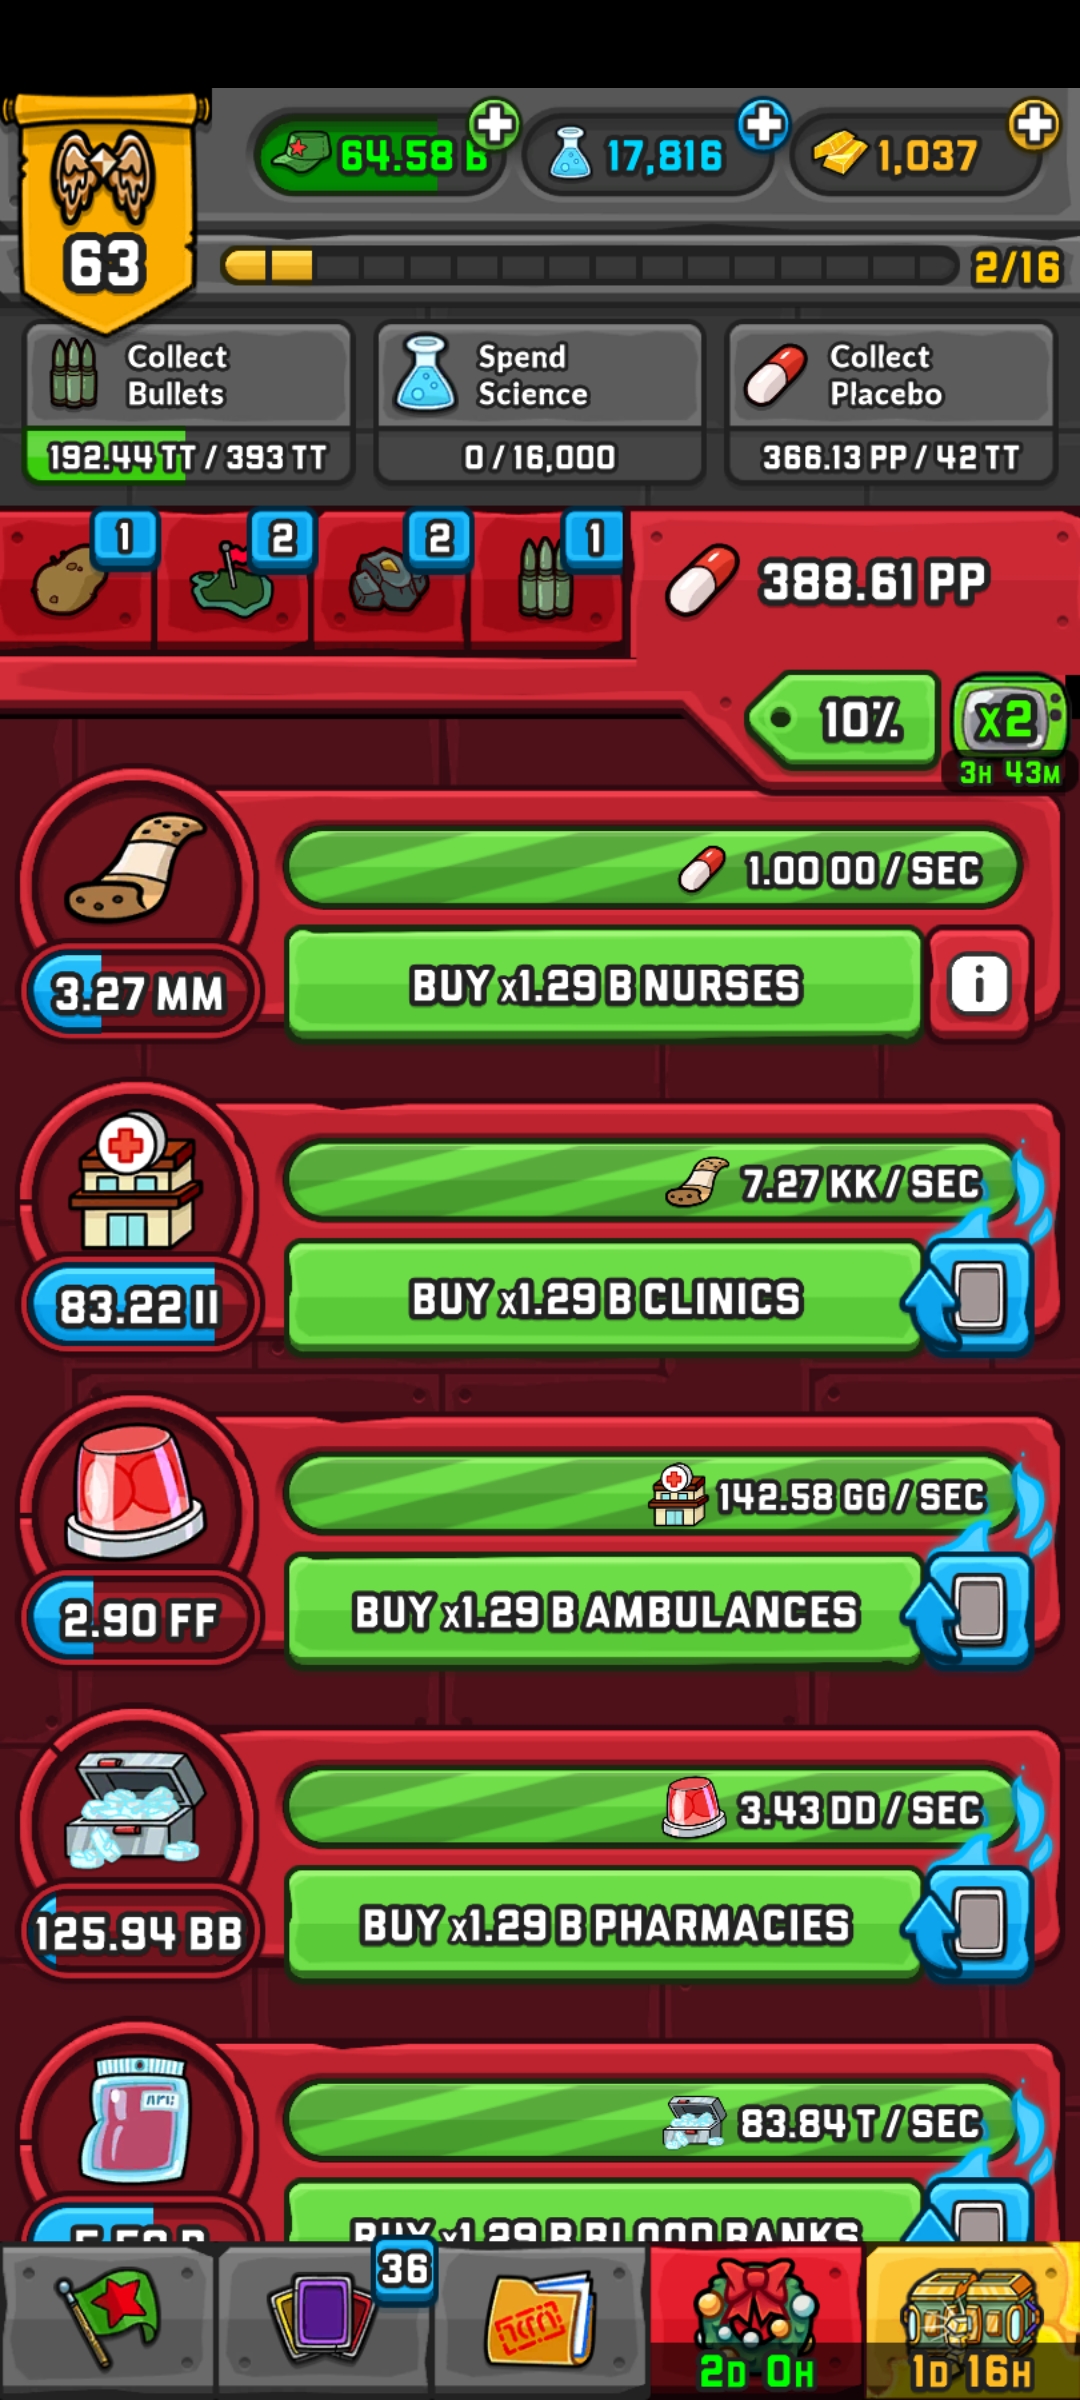 64.58 B
17,816
1,037
63
2/16
Collect Bullets
192.44 TT / 393 TT
Spend Science
0 / 16,000
Collect Placebo
366.13 PP / 42 TT
1
2
2
1
388.61 PP
10%
x2
3H 43M
1.00 OO / SEC
3.27 MM
BUY x1.29 B NURSES
i
7.27 KK / SEC
83.22 II
BUY x1.29 B CLINICS
142.58 GG / SEC
2.90 FF
BUY x1.29 B AMBULANCES
3.43 DD / SEC
125.94 BB
BUY x1.29 B PHARMACIES
83.84 T / SEC
BUY x1.29 B BLOOD BANKS
36
2D 0H
1D 16H